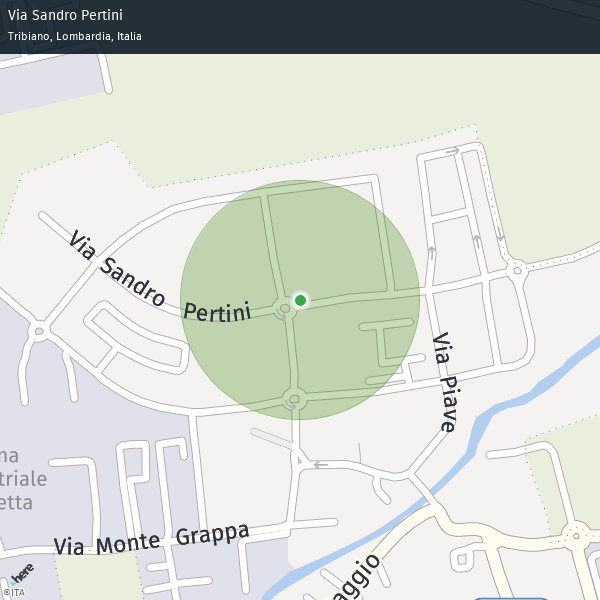 Via Sandro Pertini
Tribiano, Lombardia, Italia
Via Sandro Pertini
Via Piave
na
triale
etta
Via Monte Grappa
aggio
here
©ITA